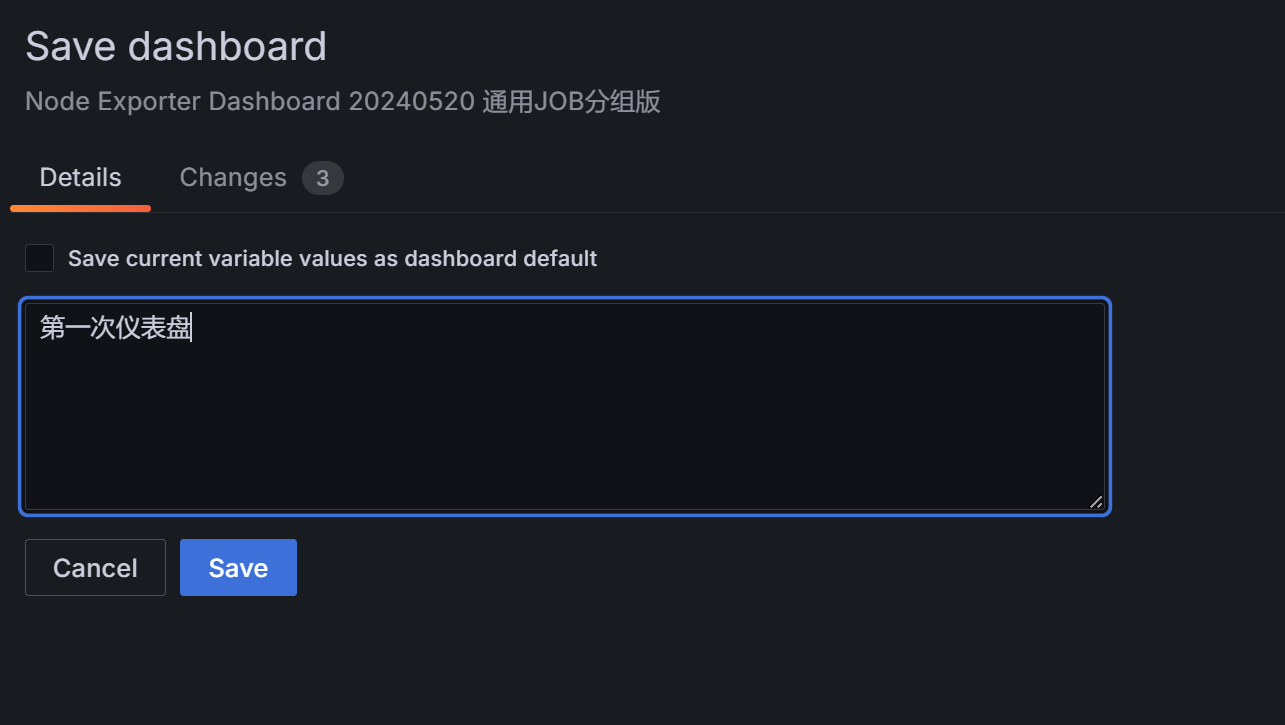 Save dashboard
Node Exporter Dashboard 20240520 通用JOB分组版
Details
Changes 3
Save current variable values as dashboard default
第一次仪表盘
Cancel
Save